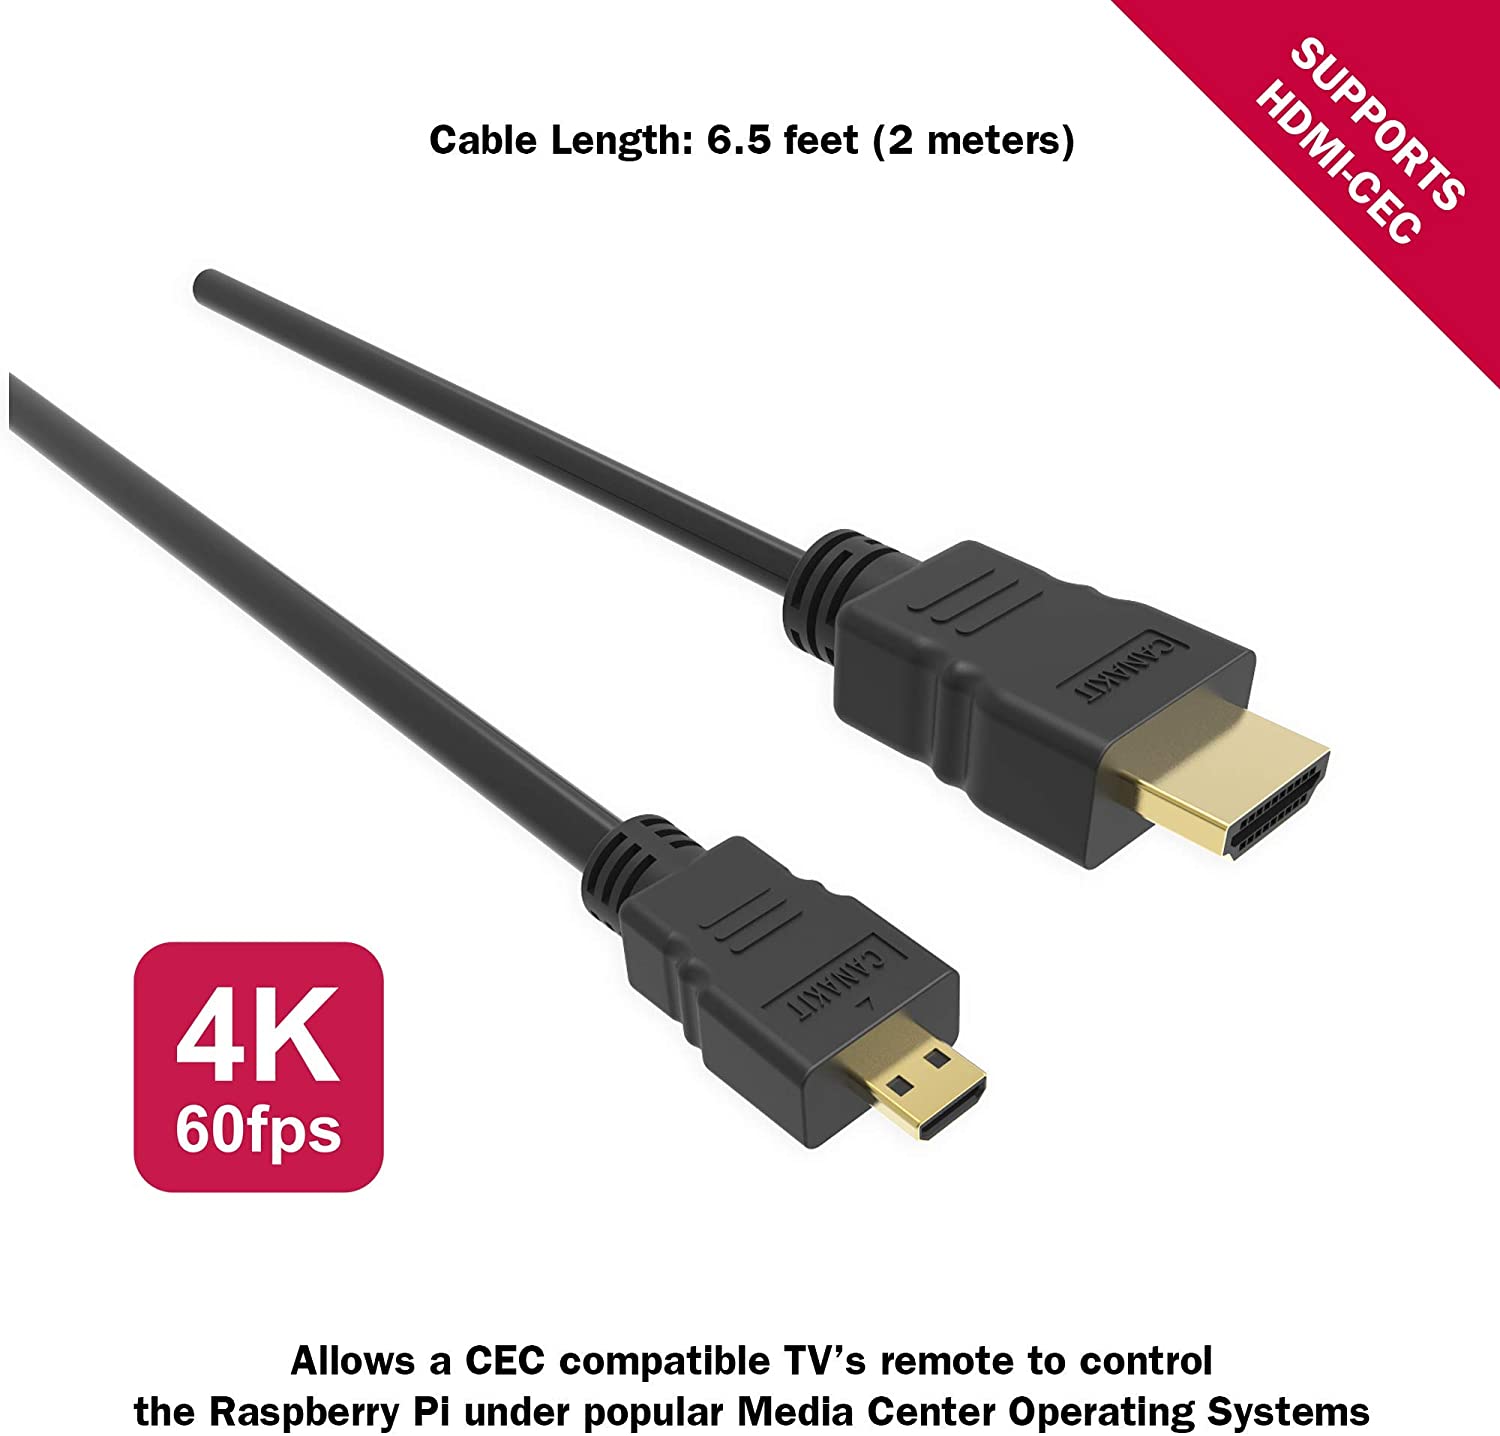 SUPPORTS
HDMI-CEC
Cable Length: 6.5 feet (2 meters)
CANAKIT
CANAKIT
4K
60fps
Allows a CEC compatible TV’s remote to control
the Raspberry Pi under popular Media Center Operating Systems